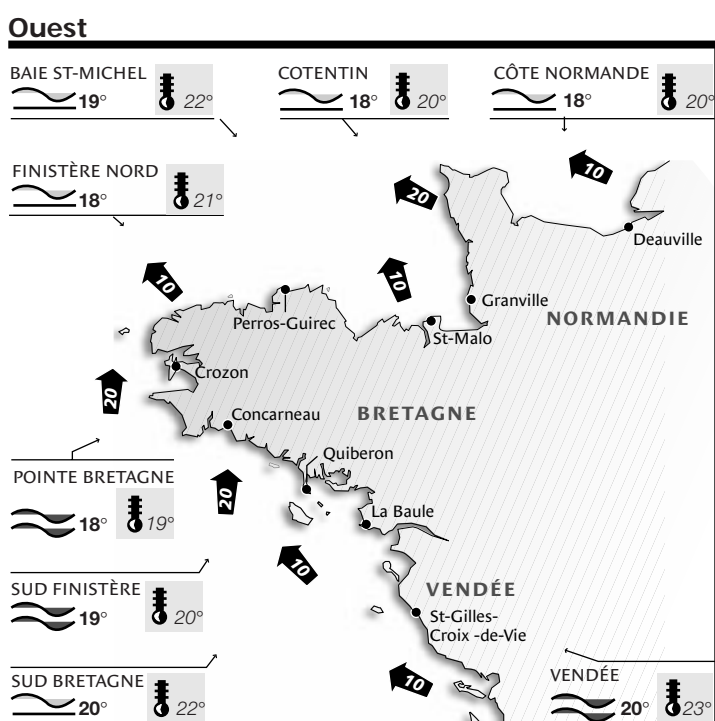 Ouest
BAIE ST-MICHEL
19° 22°
COTENTIN
18° 20°
CÔTE NORMANDE
18° 20°
FINISTÈRE NORD
18° 21°
10
20
Deauville
10
10
Granville
NORMANDIE
Perros-Guirec
St-Malo
Crozon
20
Concarneau
BRETAGNE
Quiberon
POINTE BRETAGNE
18° 19°
20
La Baule
10
SUD FINISTÈRE
19° 20°
VENDÉE
St-Gilles-
Croix -de-Vie
SUD BRETAGNE
20° 22°
10
VENDÉE
20° 23°